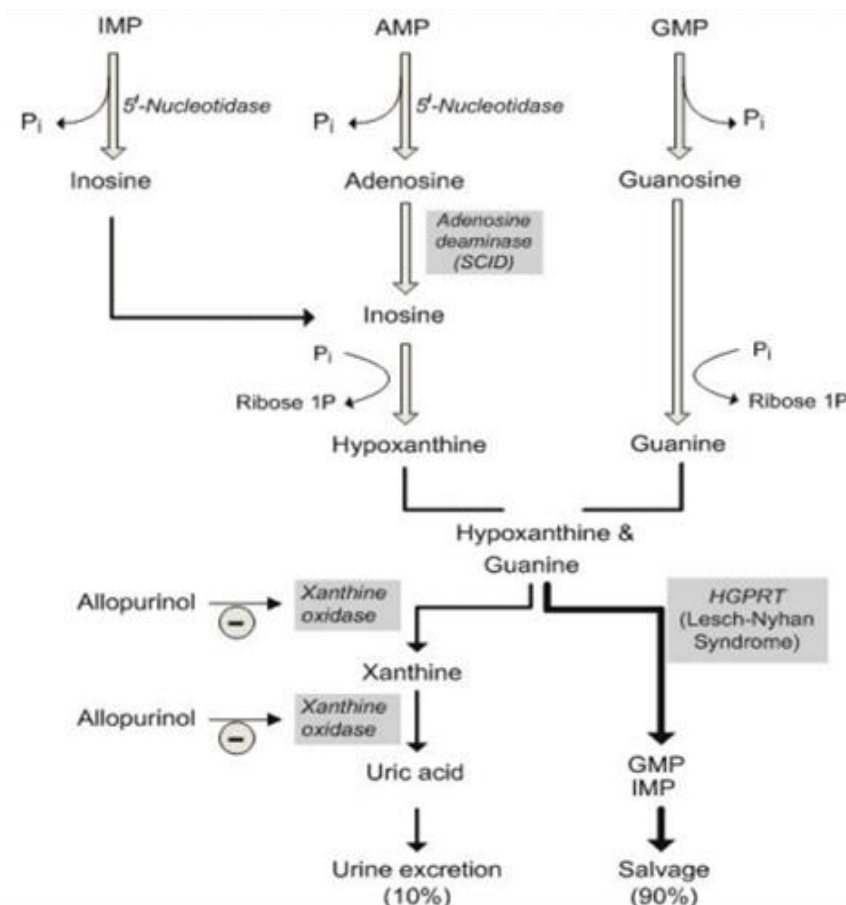 IMP AMP GMP
Pi 5'-Nucleotidase Pi 5'-Nucleotidase Pi
Inosine Adenosine Guanosine
Adenosine
deaminase
(SCID)
Inosine
Pi Pi
Ribose 1P Ribose 1P
Hypoxanthine Guanine
Hypoxanthine &
Guanine
Allopurinol Xanthine
oxidase
HGPRT
(Lesch-Nyhan
Syndrome)
Xanthine
Allopurinol Xanthine
oxidase
Uric acid
GMP
IMP
Urine excretion
(10%)
Salvage
(90%)